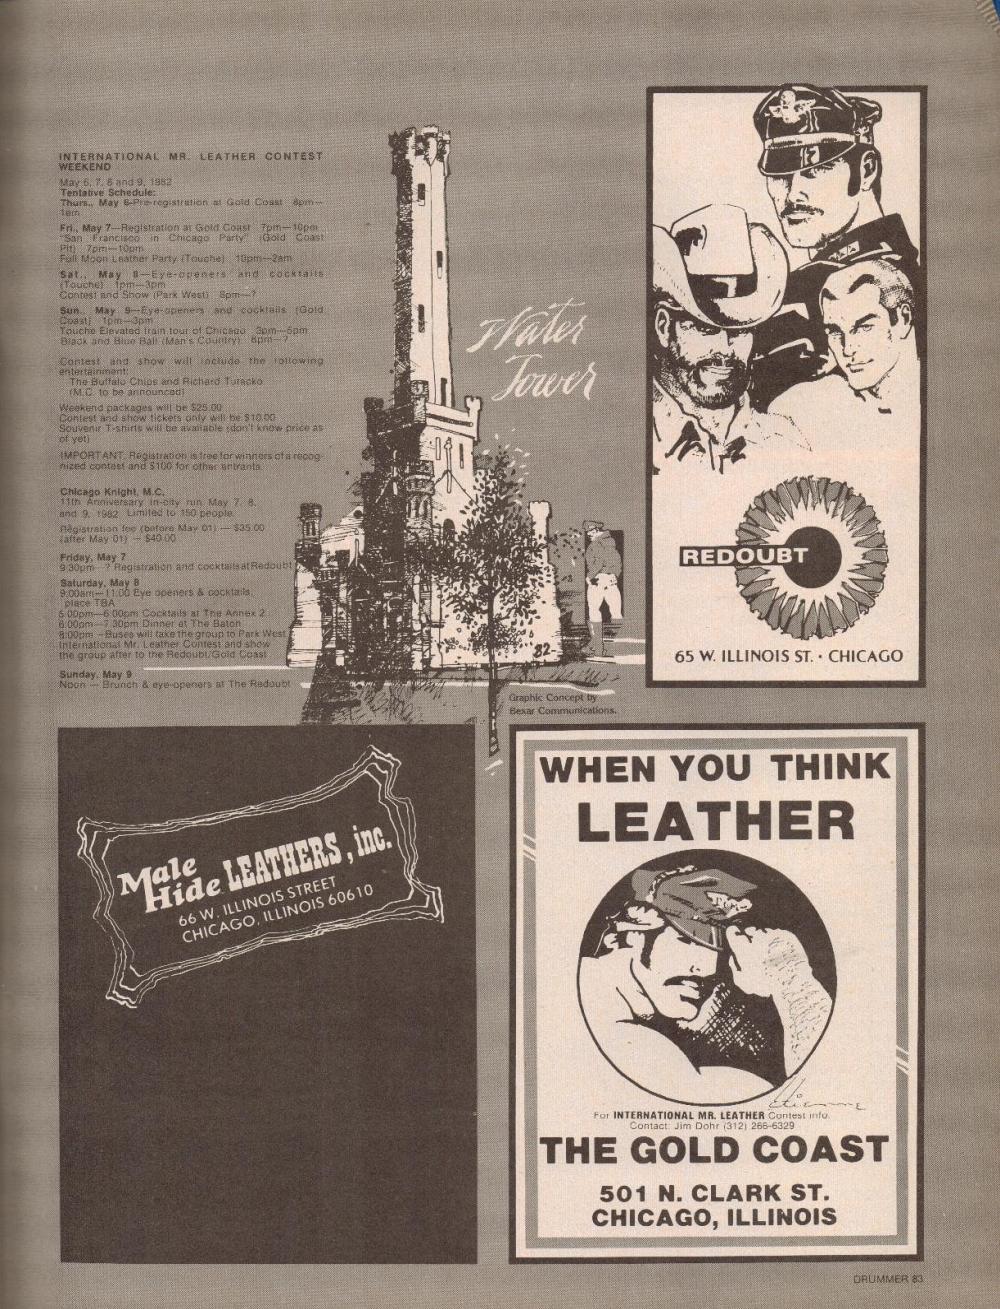 INTERNATIONAL MR. LEATHER CONTEST
WEEKEND
May 6, 7, 8 and 9, 1982
Tentative Schedule:
Thurs., May 6-Pre-registration at Gold Coast 8pm—
1am
Fri., May 7—Registration at Gold Coast 7pm—10pm
"San Francisco in Chicago Party" (Gold Coast
Pit) 7pm—10pm
Full Moon Leather Party (Touche) 10pm—2am
Sat., May 8—Eye-openers and cocktails
(Touche) 1pm—3pm
Contest and Show (Park West) 8pm—?
Sun., May 9—Eye-openers and cocktails (Gold
Coast) 1pm—3pm
Touche Elevated train tour of Chicago 3pm—5pm
Black and Blue Ball (Man's Country) 6pm—?
Contest and show will include the following
entertainment:
The Buffalo Chips and Richard Turecko
(M.C. to be announced)
Weekend packages will be $25.00
Contest and show tickets only will be $10.00
Souvenir T-shirts will be available (don't know price as
of yet)
IMPORTANT: Registration is free for winners of a recog-
nized contest and $100 for other entrants.
Chicago Knight, M.C.
11th Anniversary in-city run May 7, 8,
and 9, 1982 Limited to 150 people.
Registration fee (before May 01) — $35.00
(after May 01) — $40.00
Friday, May 7
9:30pm—? Registration and cocktails at Redoubt
Saturday, May 8
9:00am—11:00 Eye openers & cocktails,
place TBA
5:00pm—6:00pm Cocktails at The Annex 2
6:00pm—7:30pm Dinner at The Baton
8:00pm—Buses will take the group to Park West
International Mr. Leather Contest and show
the group after to the Redoubt/Gold Coast
Sunday, May 9
Noon — Brunch & eye-openers at The Redoubt
Water
Tower
82
Graphic Concept by
Bexar Communications.
REDOUBT
65 W. ILLINOIS ST. • CHICAGO
Male
Hide LEATHERS, inc.
66 W. ILLINOIS STREET
CHICAGO, ILLINOIS 60610
WHEN YOU THINK
LEATHER
Etienne
For INTERNATIONAL MR. LEATHER Contest info.
Contact: Jim Dohr (312) 266-6329
THE GOLD COAST
501 N. CLARK ST.
CHICAGO, ILLINOIS
DRUMMER 83